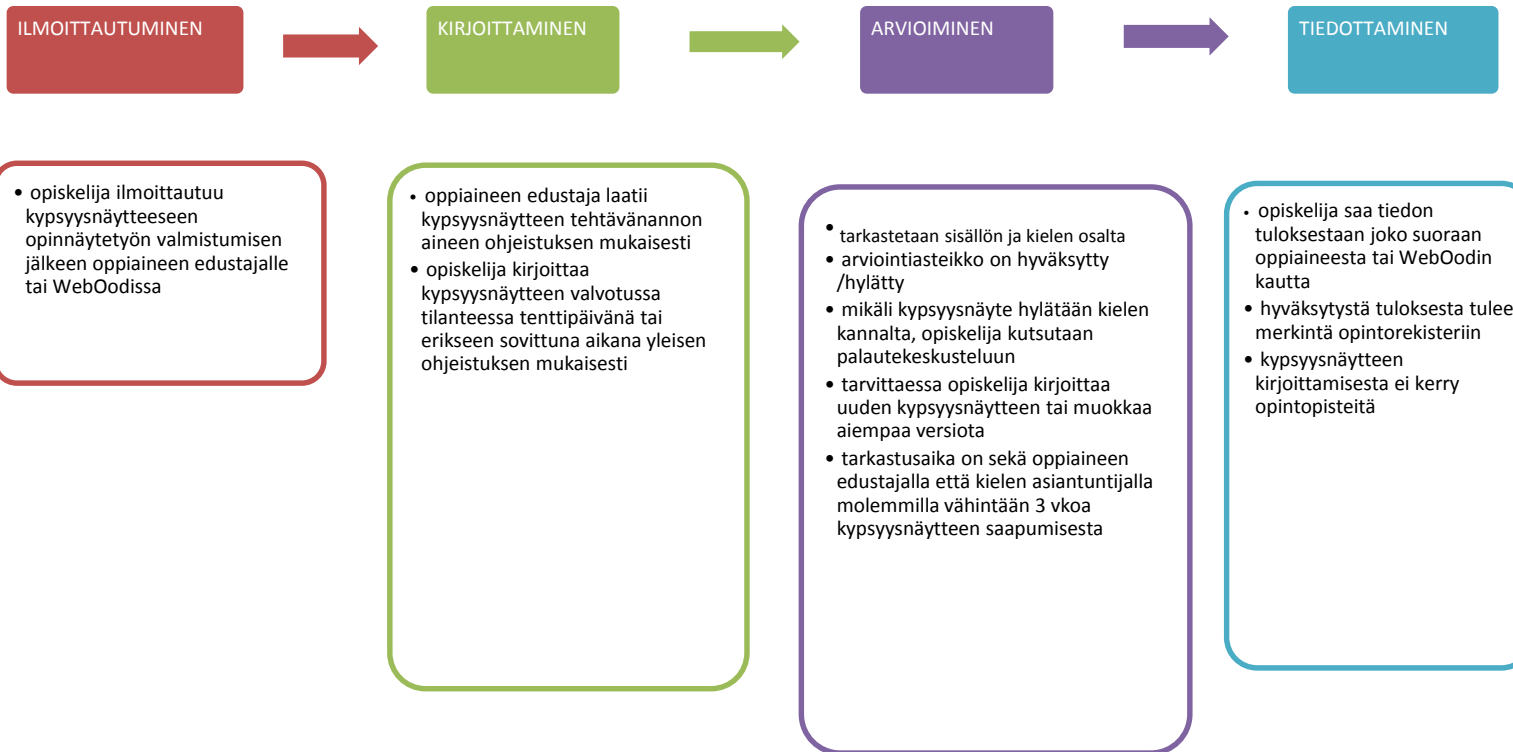 ILMOITTAUTUMINEN
KIRJOITTAMINEN
ARVIOIMINEN
TIEDOTTAMINEN
• opiskelija ilmoittautuu
kypsyysnäytteeseen
opinnäytetyön valmistumisen
jälkeen oppiaineen edustajalle
tai WebOodissa
• oppiaineen edustaja laatii
kypsyysnäytteen tehtävänannon
aineen ohjeistuksen mukaisesti
• opiskelija kirjoittaa
kypsyysnäytteen valvotussa
tilanteessa tenttipäivänä tai
erikseen sovittuna aikana yleisen
ohjeistuksen mukaisesti
• tarkastetaan sisällön ja kielen osalta
• arviointiasteikko on hyväksytty
/hylätty
• mikäli kypsyysnäyte hylätään kielen
kannalta, opiskelija kutsutaan
palautekeskusteluun
• tarvittaessa opiskelija kirjoittaa
uuden kypsyysnäytteen tai muokkaa
aiempaa versiota
• tarkastusaika on sekä oppiaineen
edustajalla että kielen asiantuntijalla
molemmilla vähintään 3 vkoa
kypsyysnäytteen saapumisesta
• opiskelija saa tiedon
tuloksestaan joko suoraan
oppiaineesta tai WebOodin
kautta
• hyväksytystä tuloksesta tulee
merkintä opintorekisteriin
• kypsyysnäytteen
kirjoittamisesta ei kerry
opintopisteitä